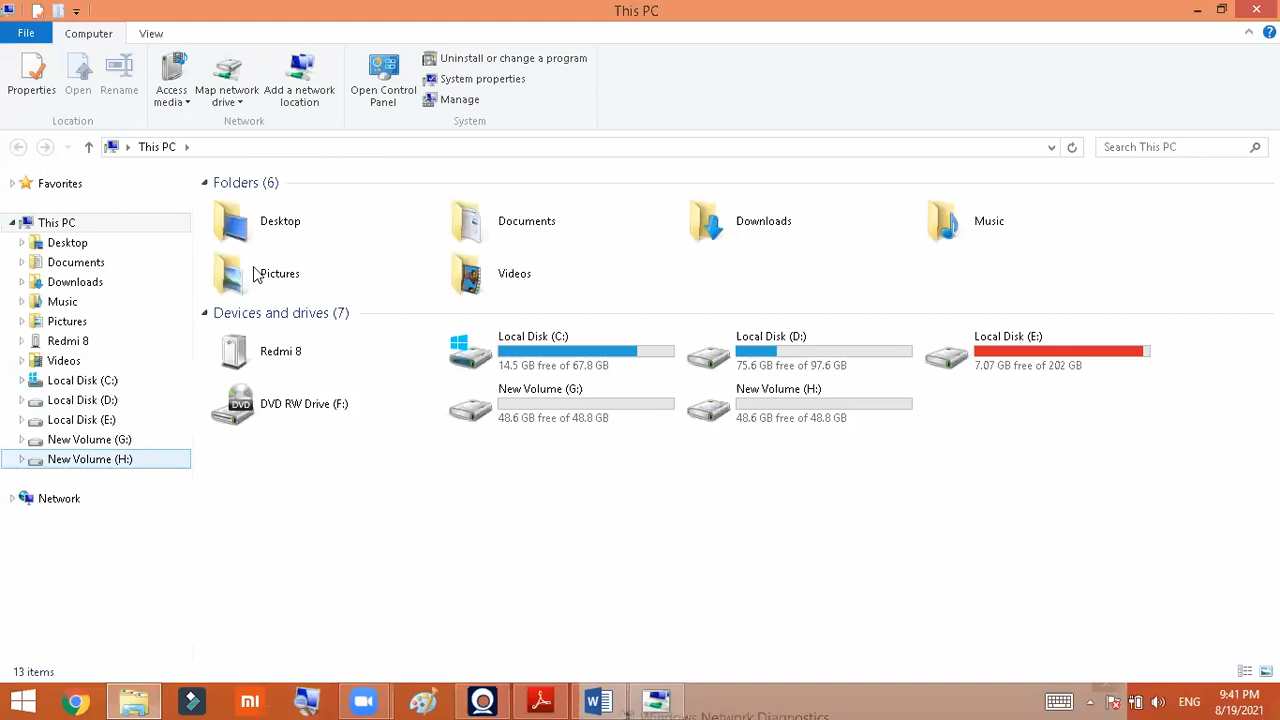 This PC
File
Computer
View
Properties
Open
Rename
Access media
Map network drive
Add a network location
Open Control Panel
Uninstall or change a program
System properties
Manage
Location
Network
System
This PC
Search This PC
Favorites
This PC
Desktop
Documents
Downloads
Music
Pictures
Redmi 8
Videos
Local Disk (C:)
Local Disk (D:)
Local Disk (E:)
New Volume (G:)
New Volume (H:)
Network
Folders (6)
Desktop
Documents
Downloads
Music
Pictures
Videos
Devices and drives (7)
Redmi 8
Local Disk (C:)
14.5 GB free of 67.8 GB
Local Disk (D:)
75.6 GB free of 97.6 GB
Local Disk (E:)
7.07 GB free of 202 GB
DVD
DVD RW Drive (F:)
New Volume (G:)
48.6 GB free of 48.8 GB
New Volume (H:)
48.6 GB free of 48.8 GB
13 items
mi
Windows Network Diagnostics
ENG
9:41 PM
8/19/2021